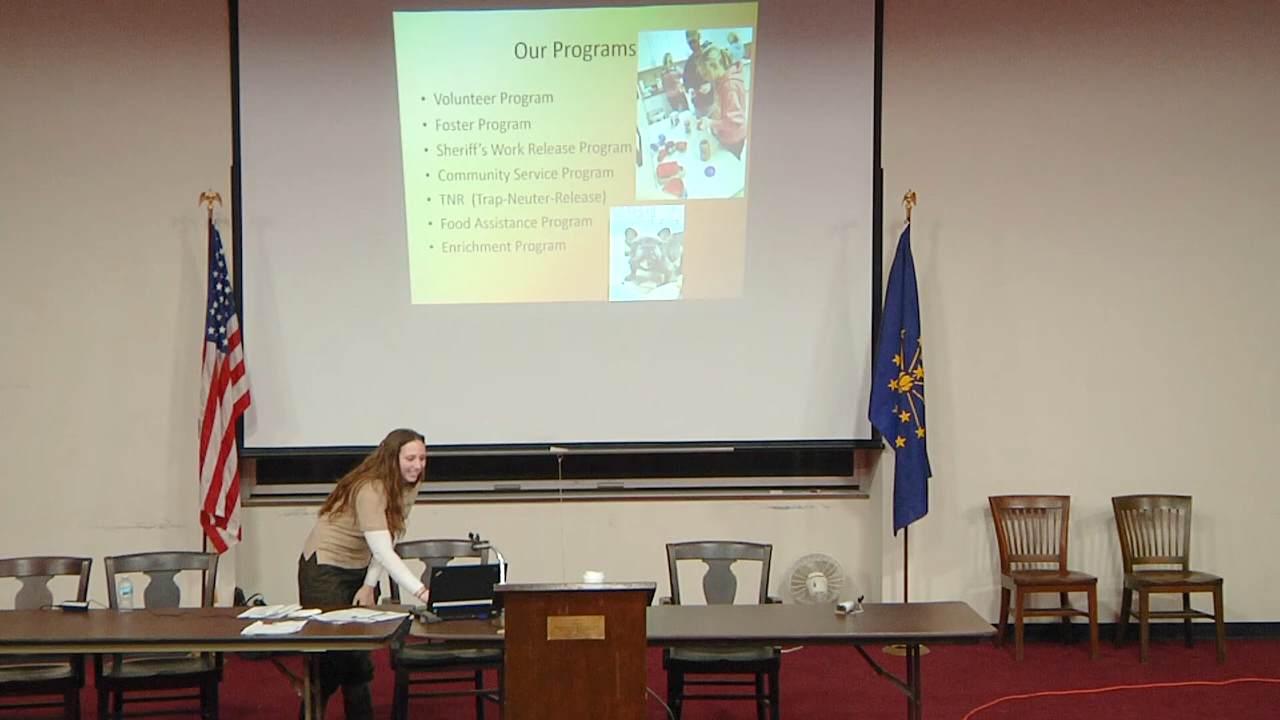 Our Programs
• Volunteer Program
• Foster Program
• Sheriff's Work Release Program
• Community Service Program
• TNR (Trap-Neuter-Release)
• Food Assistance Program
• Enrichment Program